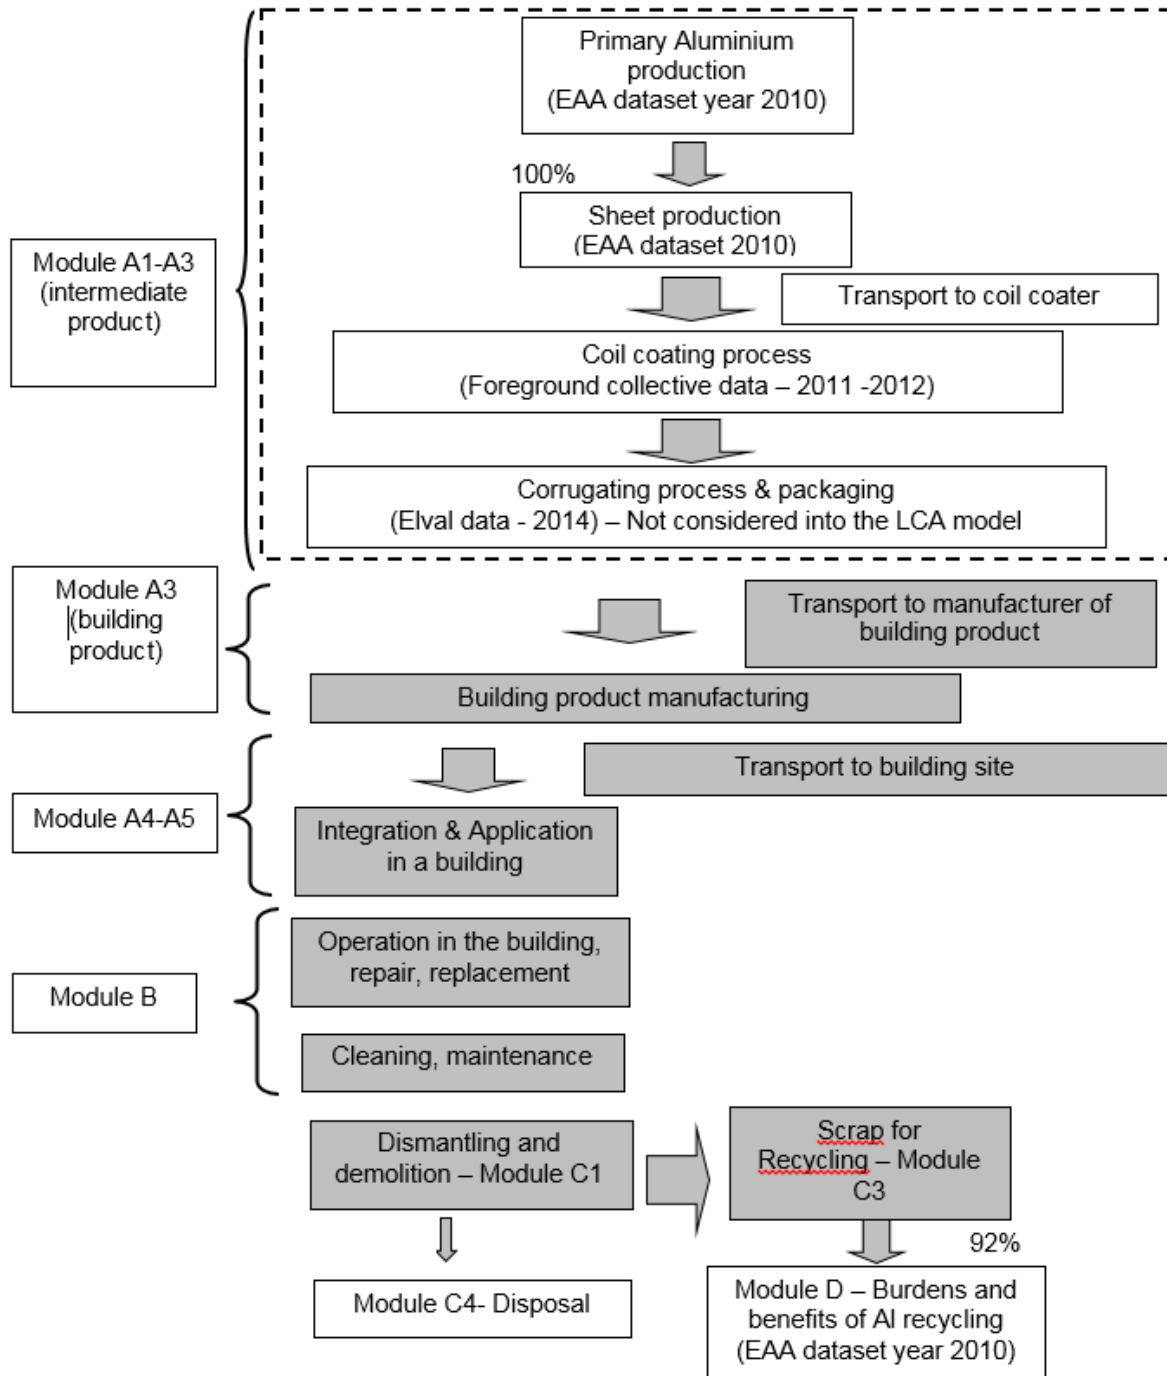 Primary Aluminium
production
(EAA dataset year 2010)
100%
Sheet production
(EAA dataset 2010)
Module A1-A3
(intermediate
product)
Transport to coil coater
Coil coating process
(Foreground collective data – 2011 -2012)
Corrugating process & packaging
(Elval data - 2014) – Not considered into the LCA model
Module A3
(building
product)
Transport to manufacturer of
building product
Building product manufacturing
Transport to building site
Module A4-A5
Integration & Application
in a building
Operation in the building,
repair, replacement
Module B
Cleaning, maintenance
Dismantling and
demolition – Module C1
Scrap for
Recycling – Module
C3
92%
Module C4- Disposal
Module D – Burdens and
benefits of Al recycling
(EAA dataset year 2010)